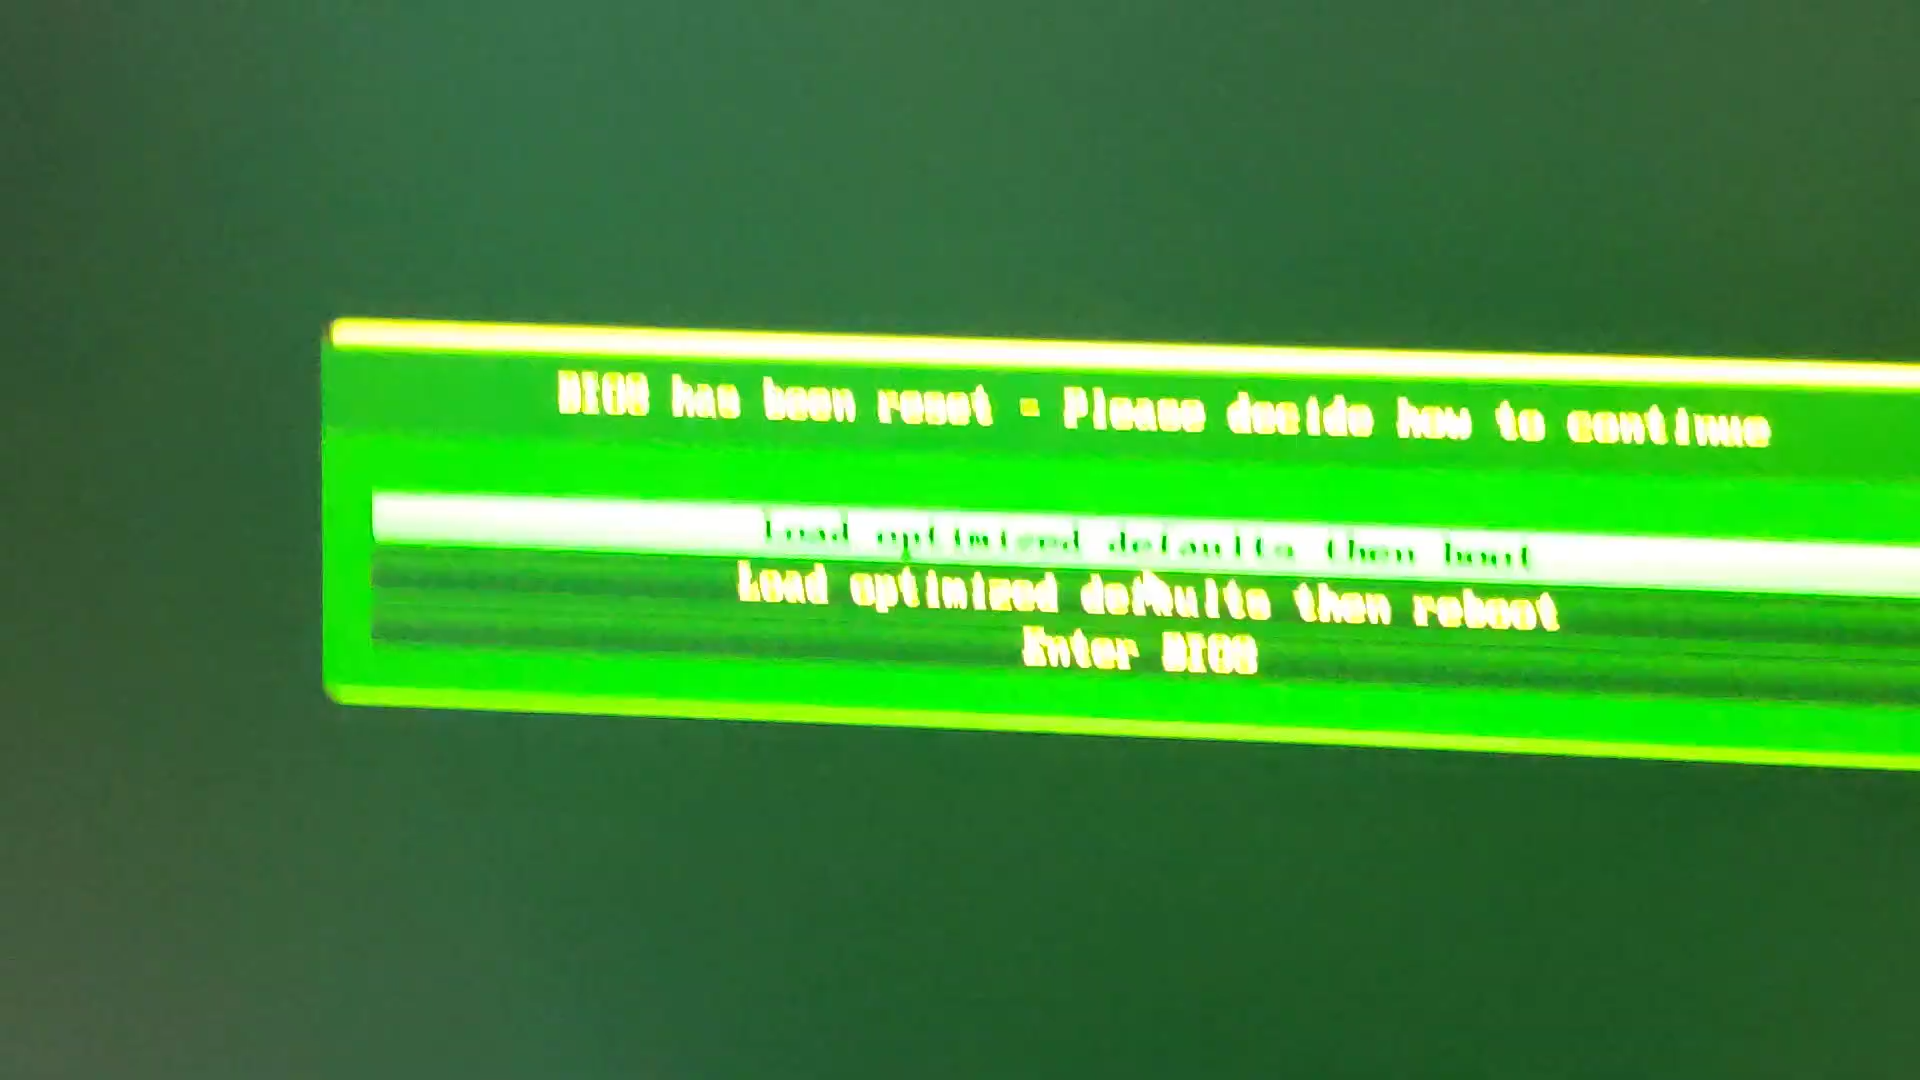 BIOS has been reset - Please decide how to continue
Load optimized defaults then boot
Load optimized defaults then reboot
Enter BIOS